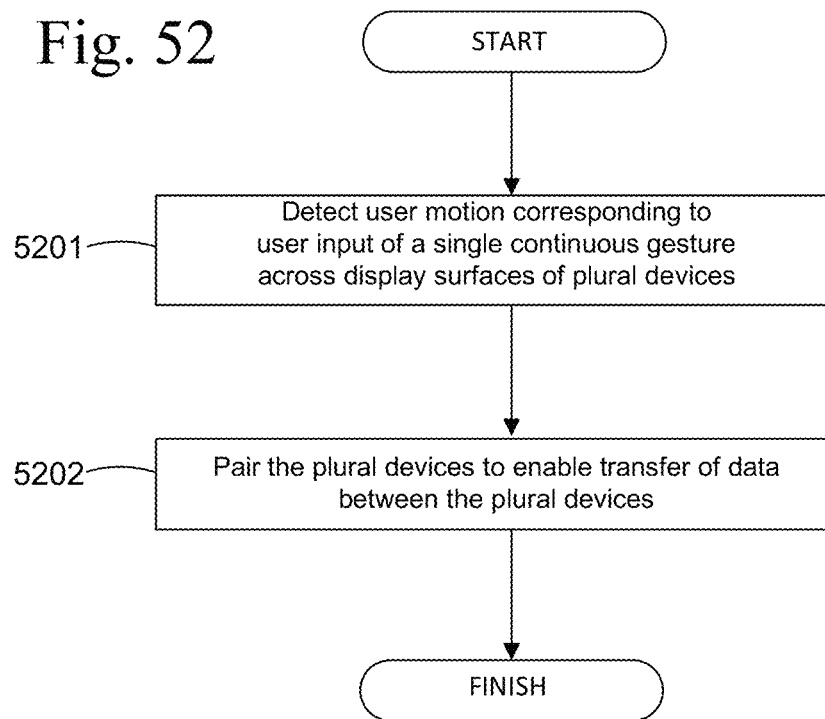 Fig. 52
START
5201
Detect user motion corresponding to
user input of a single continuous gesture
across display surfaces of plural devices
5202
Pair the plural devices to enable transfer of data
between the plural devices
FINISH